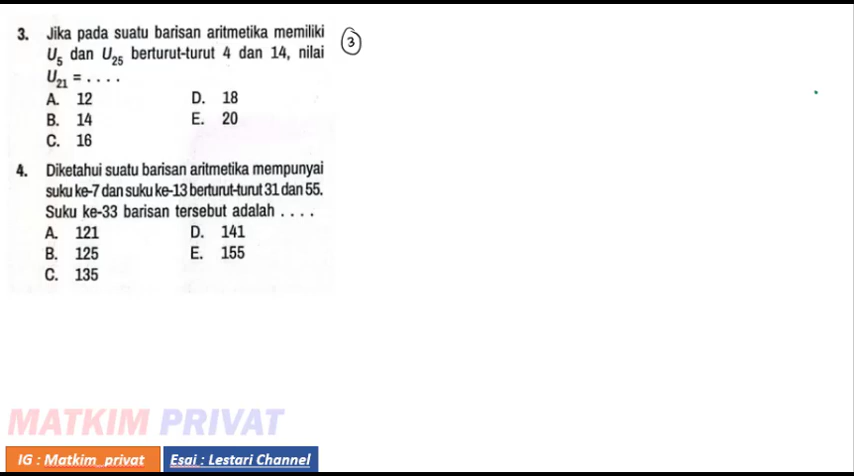 3. Jika pada suatu barisan aritmetika memiliki
U₅ dan U₂₅ berturut-turut 4 dan 14, nilai
U₂₁ = . . . .
A. 12 D. 18
B. 14 E. 20
C. 16
4. Diketahui suatu barisan aritmetika mempunyai
suku ke-7 dan suku ke-13 berturut-turut 31 dan 55.
Suku ke-33 barisan tersebut adalah . . . .
A. 121 D. 141
B. 125 E. 155
C. 135
3
MATKIM PRIVAT
IG : Matkim_privat Esai : Lestari Channel